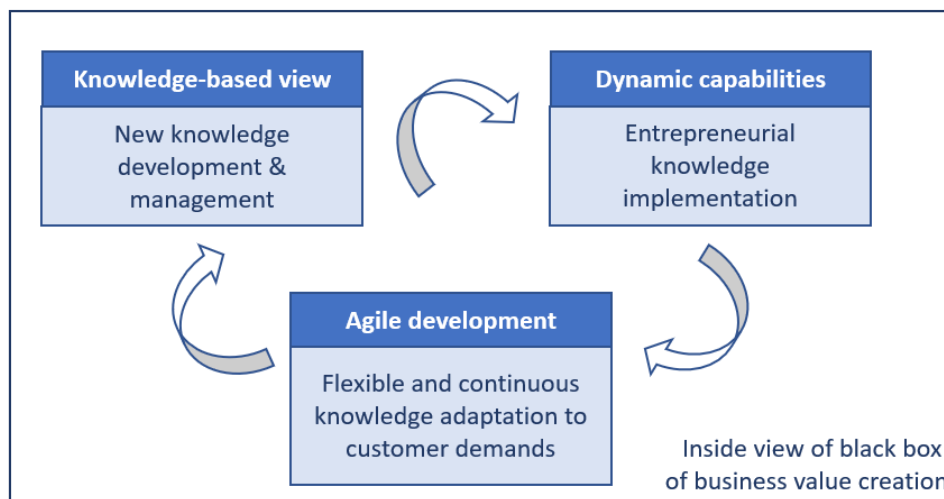 Knowledge-based view
New knowledge
development &
management
Dynamic capabilities
Entrepreneurial
knowledge
implementation
Agile development
Flexible and continuous
knowledge adaptation to
customer demands
Inside view of black box
of business value creation